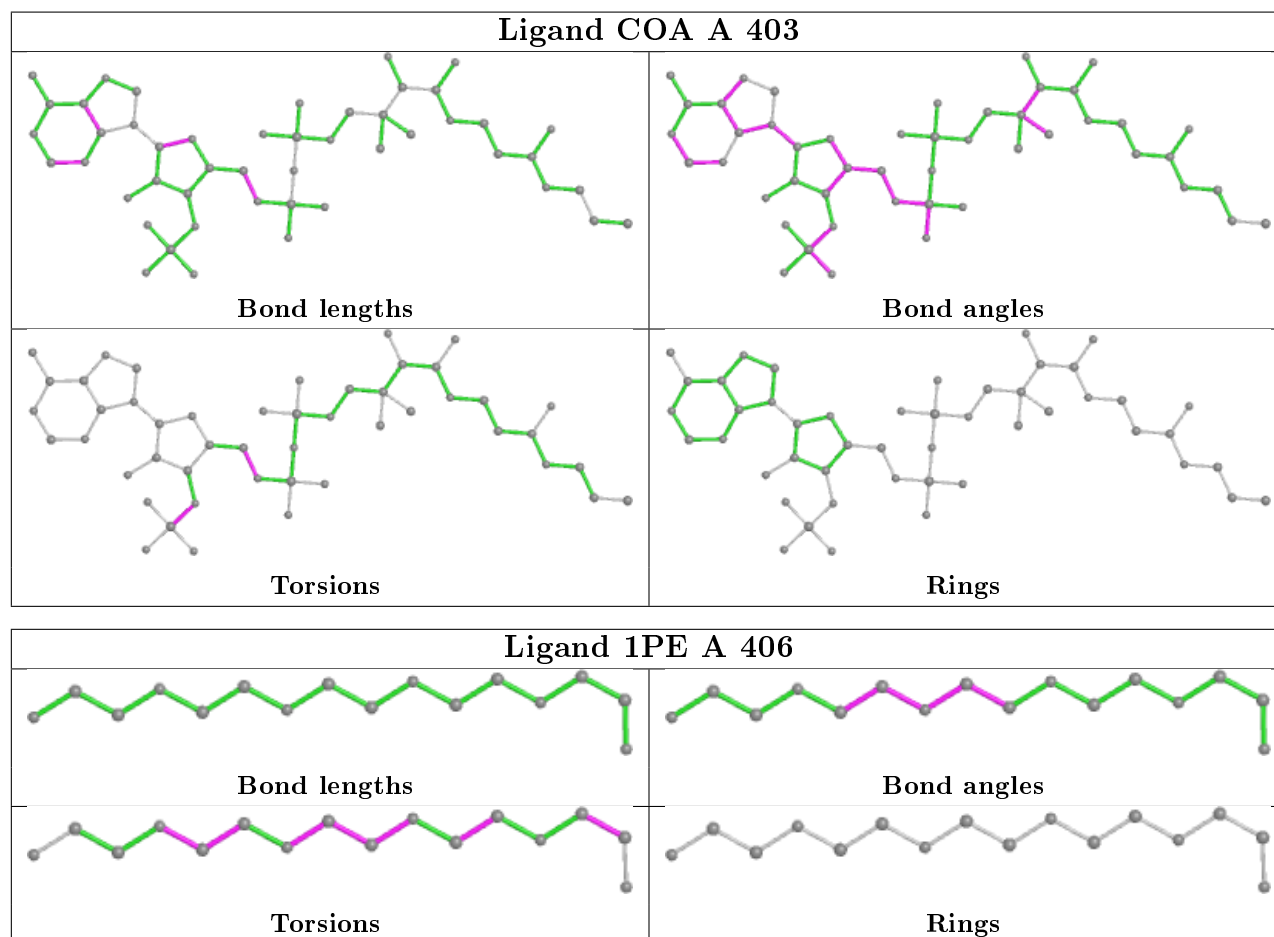 Ligand COA A 403
Bond lengths
Bond angles
Torsions
Rings
Ligand 1PE A 406
Bond lengths
Bond angles
Torsions
Rings